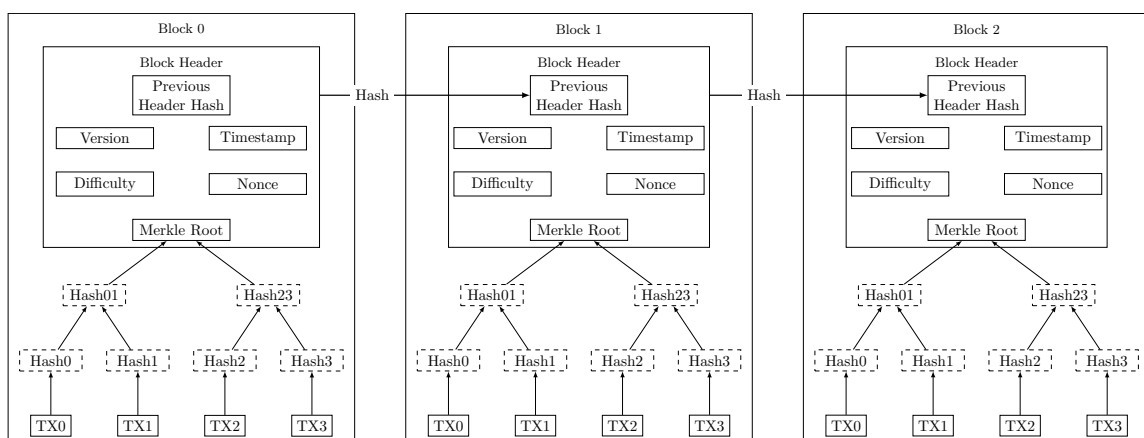 Block 0
Block Header
Previous
Header Hash
Version
Timestamp
Difficulty
Nonce
Merkle Root
Hash01
Hash23
Hash0
Hash1
Hash2
Hash3
TX0
TX1
TX2
TX3
Hash
Block 1
Block Header
Previous
Header Hash
Version
Timestamp
Difficulty
Nonce
Merkle Root
Hash01
Hash23
Hash0
Hash1
Hash2
Hash3
TX0
TX1
TX2
TX3
Hash
Block 2
Block Header
Previous
Header Hash
Version
Timestamp
Difficulty
Nonce
Merkle Root
Hash01
Hash23
Hash0
Hash1
Hash2
Hash3
TX0
TX1
TX2
TX3